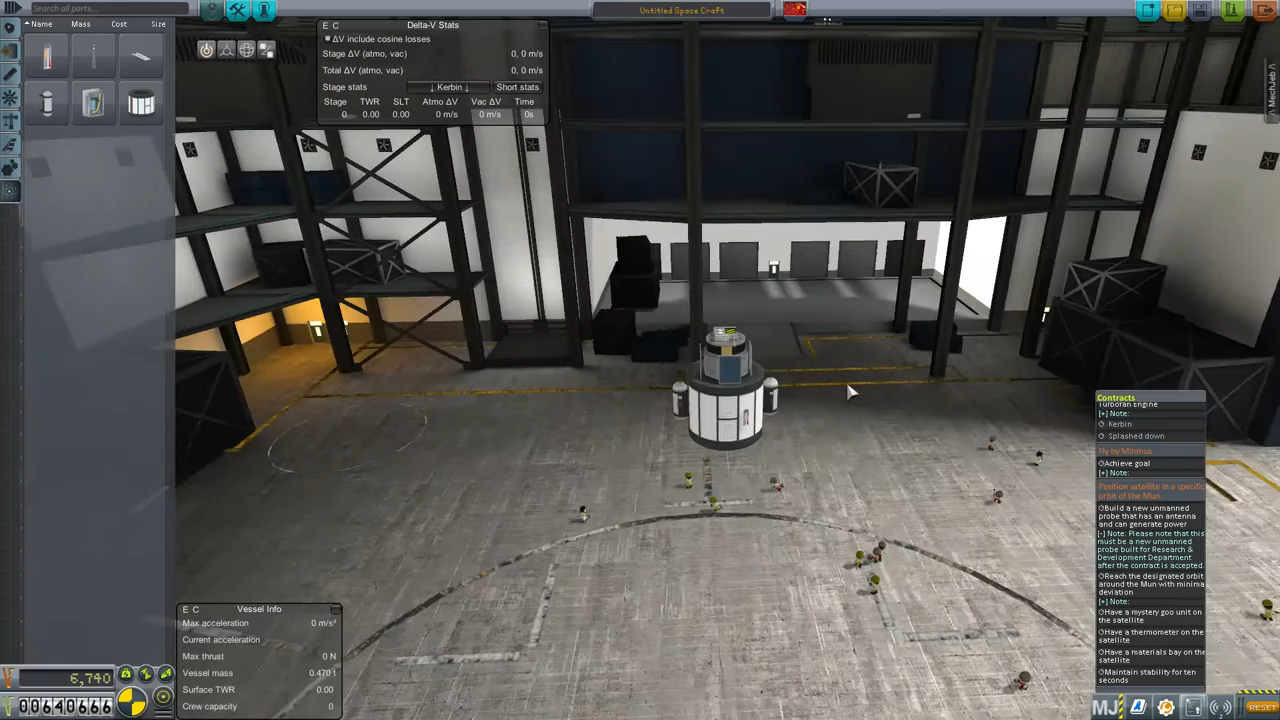 Search all parts...
Untitled Space Craft
Name Mass Cost Size
E C Delta-V Stats
ΔV include cosine losses
Stage ΔV (atmo, vac) 0, 0 m/s
Total ΔV (atmo, vac) 0, 0 m/s
Stage stats ↓ Kerbin ↓ Short stats
Stage TWR SLT Atmo ΔV Vac ΔV Time
0 0.00 0.00 0 m/s 0 m/s 0s
/\ MechJeb /\
Contracts
Turbofan Engine
[+] Note:
Kerbin
Splashed down
Fly by Minmus.
Achieve goal
[+] Note:
Position satellite in a specific
orbit of the Mun.
Build a new unmanned
probe that has an antenna
and can generate power
[-] Note: Please note that this
must be a new unmanned
probe built for Research &
Development Department
after the contract is accepted.
Reach the designated orbit
around the Mun with minima
deviation
[+] Note:
Have a mystery goo unit on
the satellite
Have a thermometer on the
satellite
Have a materials bay on the
satellite
Maintain stability for ten
seconds
E C Vessel Info
Max acceleration 0 m/s²
Current acceleration
Max thrust 0 N
Vessel mass 0.470 t
Surface TWR 0.00
Crew capacity 0
6,740
00640666
MJ
RESET